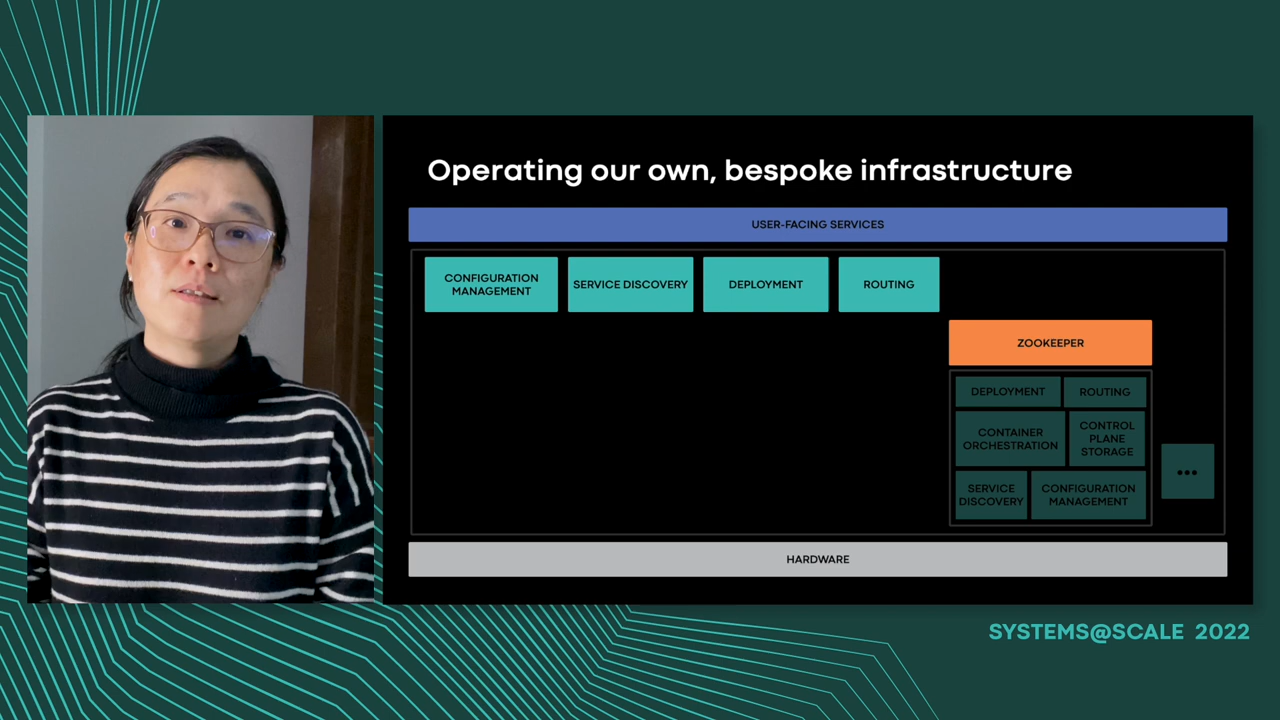 Operating our own, bespoke infrastructure
USER-FACING SERVICES
CONFIGURATION
MANAGEMENT
SERVICE DISCOVERY
DEPLOYMENT
ROUTING
ZOOKEEPER
DEPLOYMENT
ROUTING
CONTAINER
ORCHESTRATION
CONTROL
PLANE
STORAGE
SERVICE
DISCOVERY
CONFIGURATION
MANAGEMENT
•••
HARDWARE
SYSTEMS@SCALE 2022